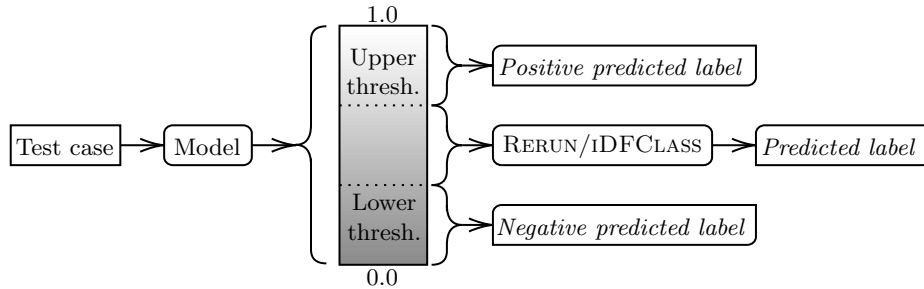 1.0
Upper
thresh.
Positive predicted label
Test case
Model
RERUN/IDFCLASS
Predicted label
Lower
thresh.
Negative predicted label
0.0